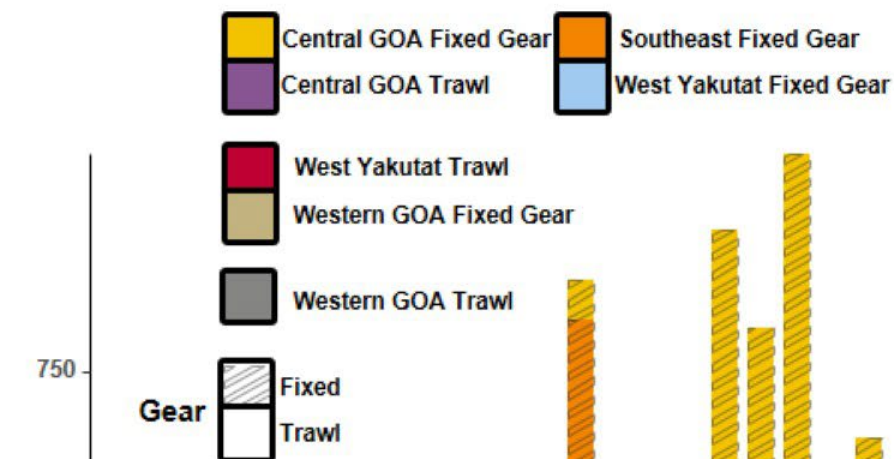 Central GOA Fixed Gear Southeast Fixed Gear
Central GOA Trawl West Yakutat Fixed Gear
West Yakutat Trawl
Western GOA Fixed Gear
Western GOA Trawl
750
Fixed
Gear
Trawl